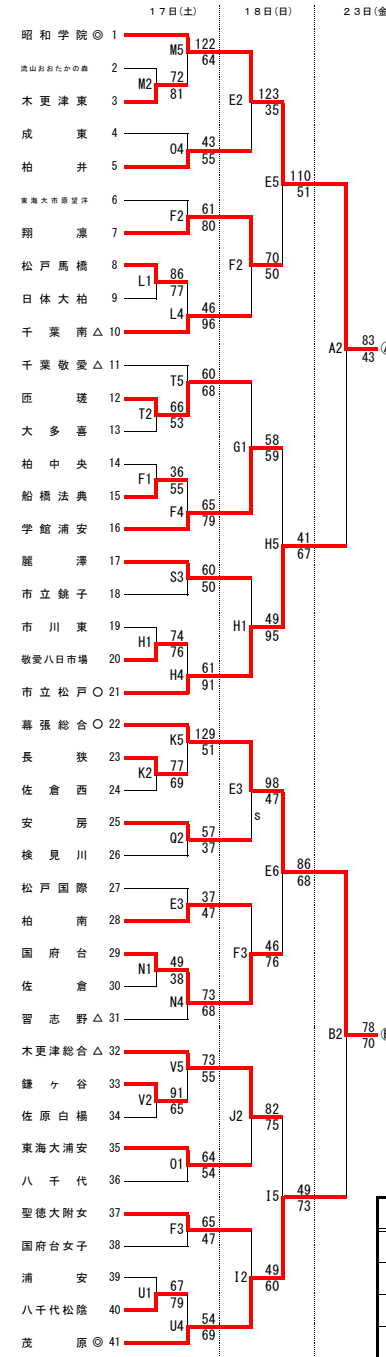 １７日(土) １８日(日) ２３日(金
昭和学院 ◎ 1
流山おおたかの森 2
木更津東 3
成東 4
柏井 5
東海大市原望洋 6
翔凛 7
松戸馬橋 8
日体大柏 9
千葉南 △ 10
千葉敬愛 △ 11
匝瑳 12
大多喜 13
柏中央 14
船橋法典 15
学館浦安 16
麗澤 17
市立銚子 18
市川東 19
敬愛八日市場 20
市立松戸 ○ 21
幕張総合 ○ 22
長狭 23
佐倉西 24
安房 25
検見川 26
松戸国際 27
柏南 28
国府台 29
佐倉 30
習志野 △ 31
木更津総合 △ 32
鎌ヶ谷 33
佐原白楊 34
東海大浦安 35
八千代 36
聖徳大附女 37
国府台女子 38
浦安 39
八千代松陰 40
茂原 ◎ 41
M5 122 64
M2 72 81
O4 43 55
F2 61 80
L1 86 77
L4 46 96
T5 60 68
T2 66 53
F1 36 55
F4 65 79
S3 60 50
H1 74 76
H4 61 91
K5 129 51
K2 77 69
Q2 57 37
E3 37 47
N1 49 38
N4 73 68
V5 73 55
V2 91 65
O1 64 54
F3 65 47
U1 67 79
U4 54 69
E2 123 35
F2 70 50
G1 58 59
H1 49 95
E3 98 47
s
F3 46 76
J2 82 75
I2 49 60
E5 110 51
H5 41 67
E6 86 68
I5 49 73
A2 83 43
B2 78 70